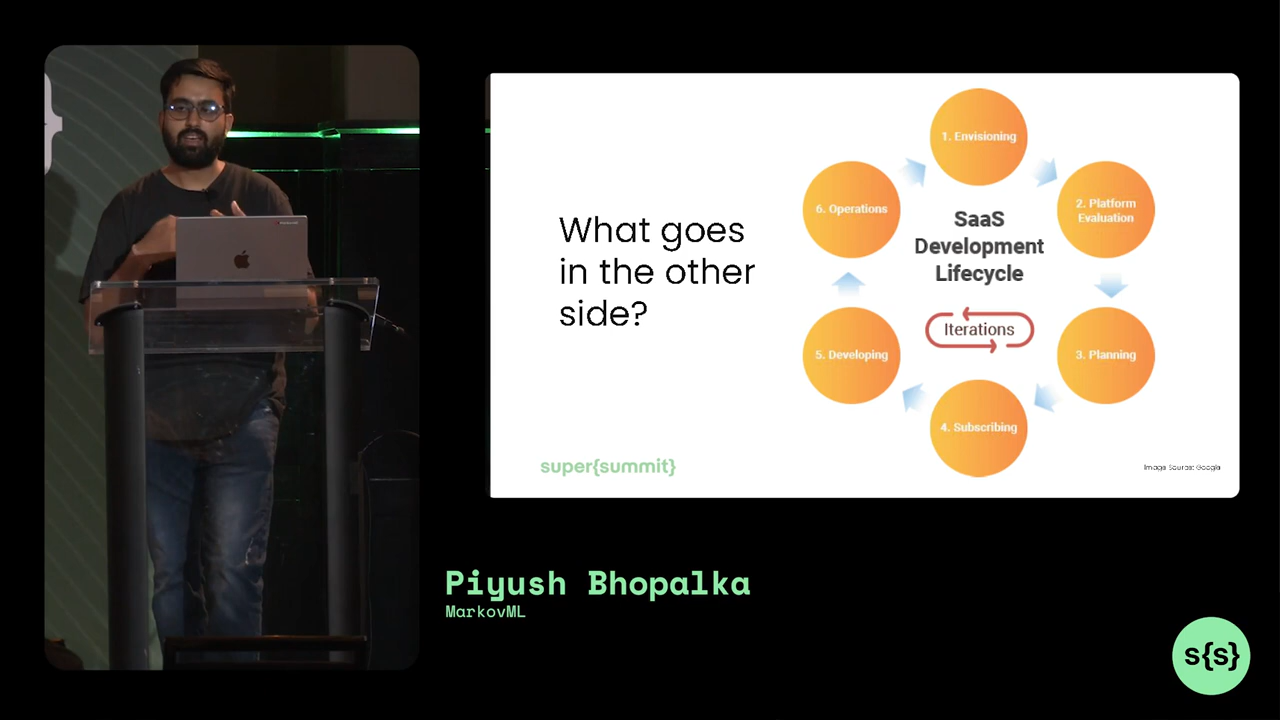 What goes
in the other
side?
1. Envisioning
2. Platform
Evaluation
3. Planning
4. Subscribing
5. Developing
6. Operations
SaaS
Development
Lifecycle
Iterations
super{summit}
Image Source: Google
Piyush Bhopalka
MarkovML
s{s}